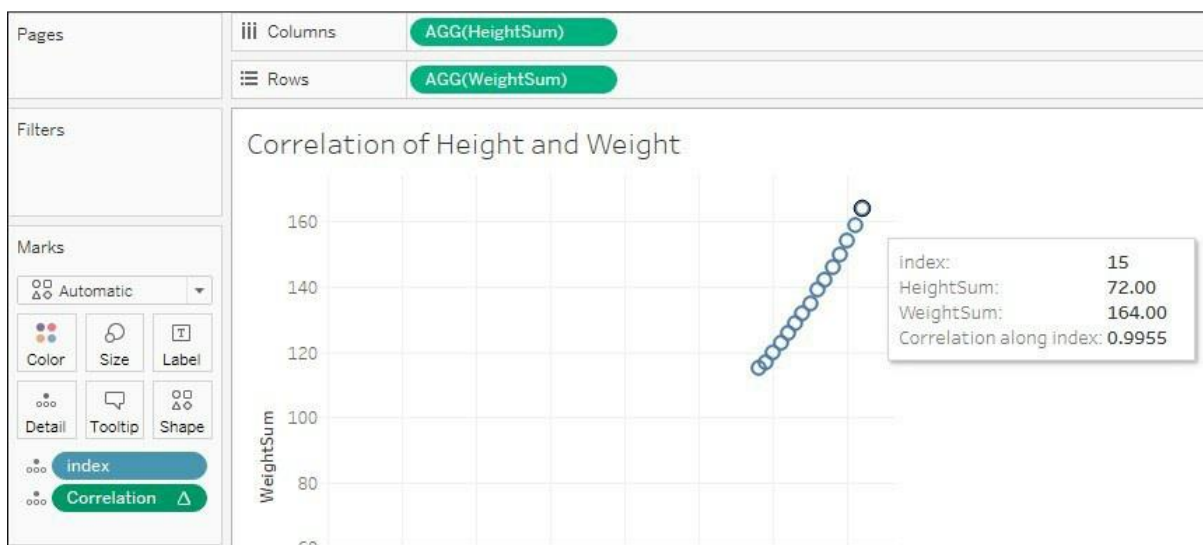 Pages
Columns
AGG(HeightSum)
Rows
AGG(WeightSum)
Filters
Correlation of Height and Weight
Marks
Automatic
Color
Size
Label
Detail
Tooltip
Shape
index
Correlation Δ
WeightSum
160
140
120
100
80
60
index: 15
HeightSum: 72.00
WeightSum: 164.00
Correlation along index: 0.9955